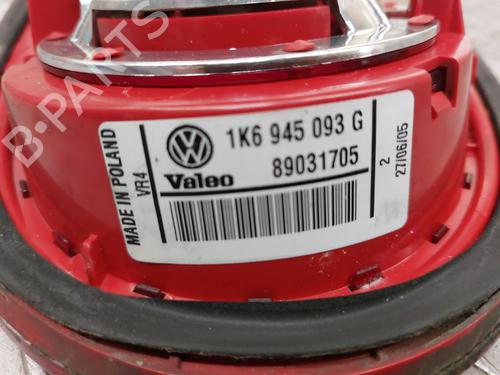 MADE IN POLAND
VR4
1K6 945 093 G
Valeo
89031705
2
27/06/05
B-PARTS